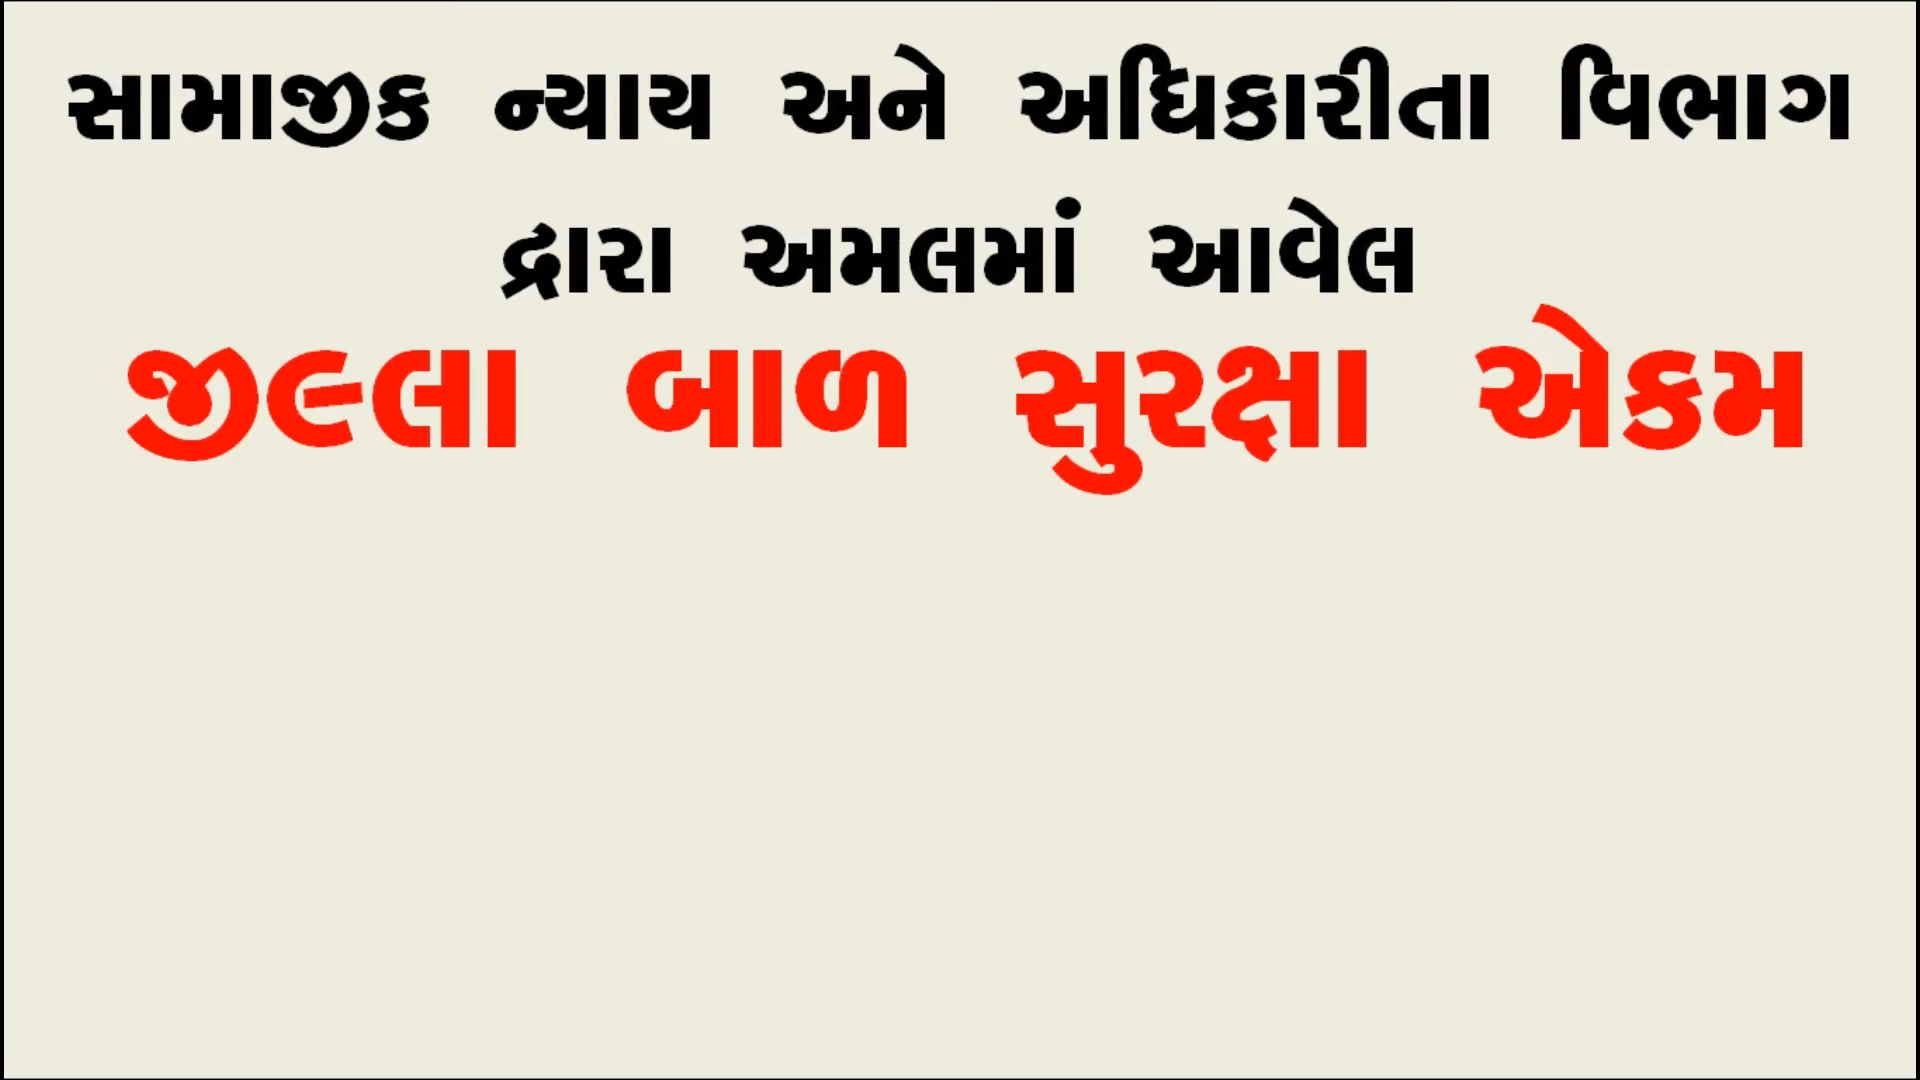 સામાજીક ન્યાય અને અધિકારીતા વિભાગ
દ્વારા અમલમાં આવેલ
જીલ્લા બાળ સુરક્ષા એકમ